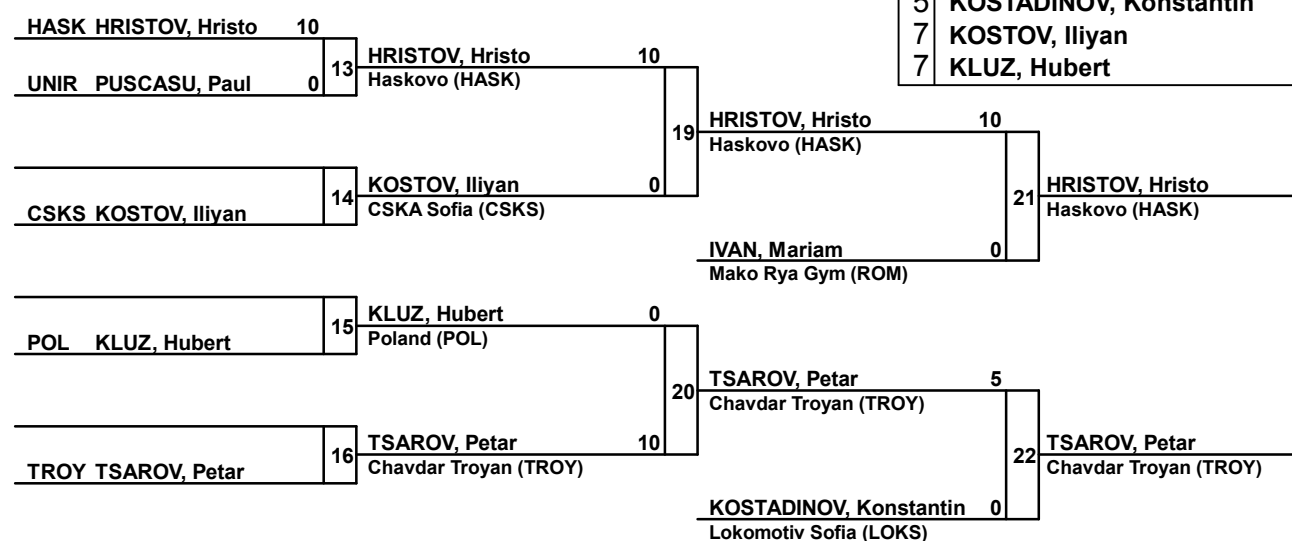 5 KOSTADINOV, Konstantin
7 KOSTOV, Iliyan
7 KLUZ, Hubert
HASK HRISTOV, Hristo 10
UNIR PUSCASU, Paul 0
13
HRISTOV, Hristo 10
Haskovo (HASK)
CSKS KOSTOV, Iliyan
14
KOSTOV, Iliyan 0
CSKA Sofia (CSKS)
19
HRISTOV, Hristo 10
Haskovo (HASK)
IVAN, Mariam 0
Mako Rya Gym (ROM)
21
HRISTOV, Hristo
Haskovo (HASK)
POL KLUZ, Hubert
15
KLUZ, Hubert 0
Poland (POL)
TROY TSAROV, Petar
16
TSAROV, Petar 10
Chavdar Troyan (TROY)
20
TSAROV, Petar 5
Chavdar Troyan (TROY)
KOSTADINOV, Konstantin 0
Lokomotiv Sofia (LOKS)
22
TSAROV, Petar
Chavdar Troyan (TROY)